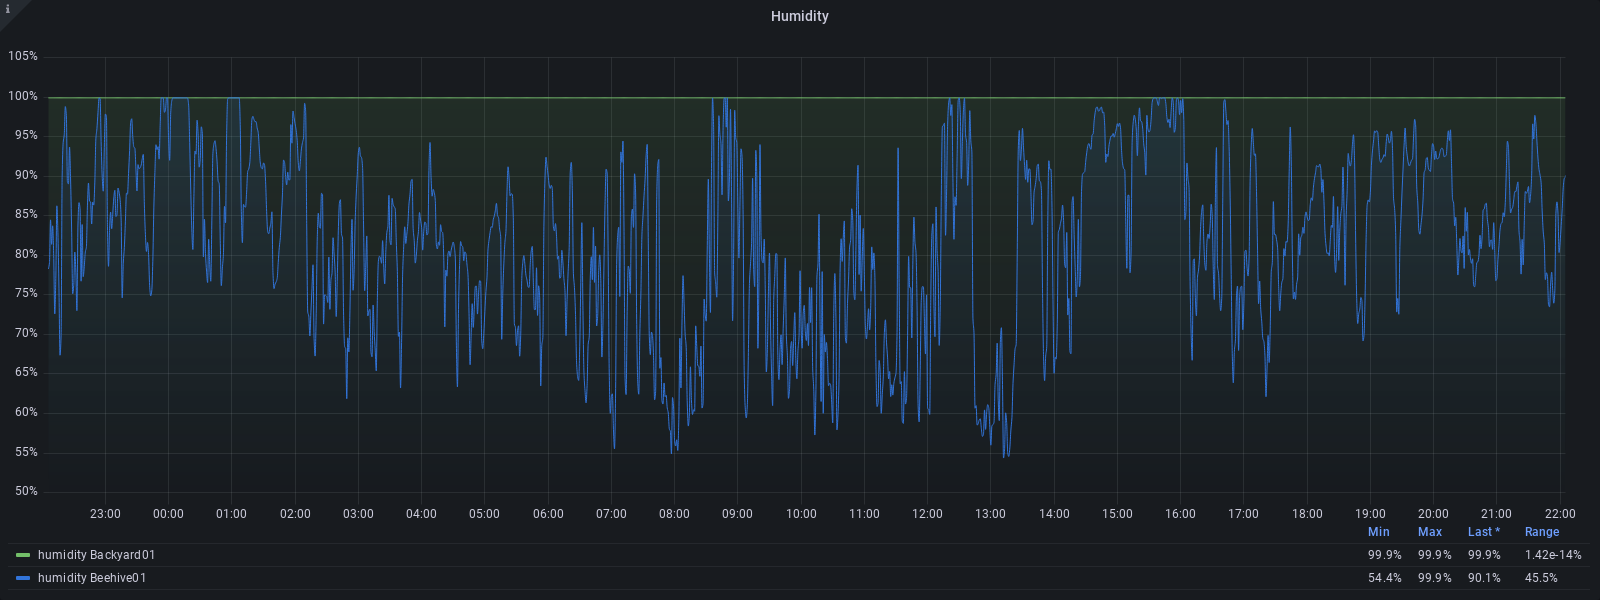 i
Humidity
105%
100%
95%
90%
85%
80%
75%
70%
65%
60%
55%
50%
23:00 00:00 01:00 02:00 03:00 04:00 05:00 06:00 07:00 08:00 09:00 10:00 11:00 12:00 13:00 14:00 15:00 16:00 17:00 18:00 19:00 20:00 21:00 22:00
Min Max Last * Range
humidity Backyard01 99.9% 99.9% 99.9% 1.42e-14%
humidity Beehive01 54.4% 99.9% 90.1% 45.5%